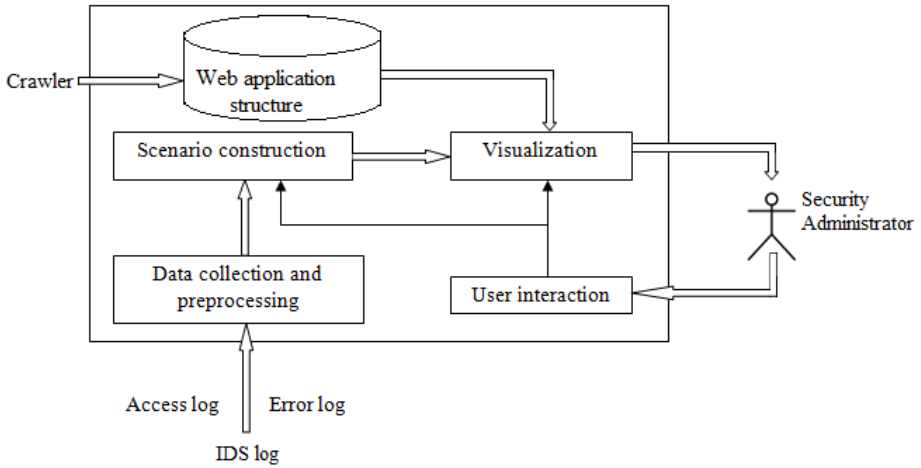 Crawler
Web application
structure
Scenario construction
Visualization
Security
Administrator
Data collection and
preprocessing
User interaction
Access log
Error log
IDS log